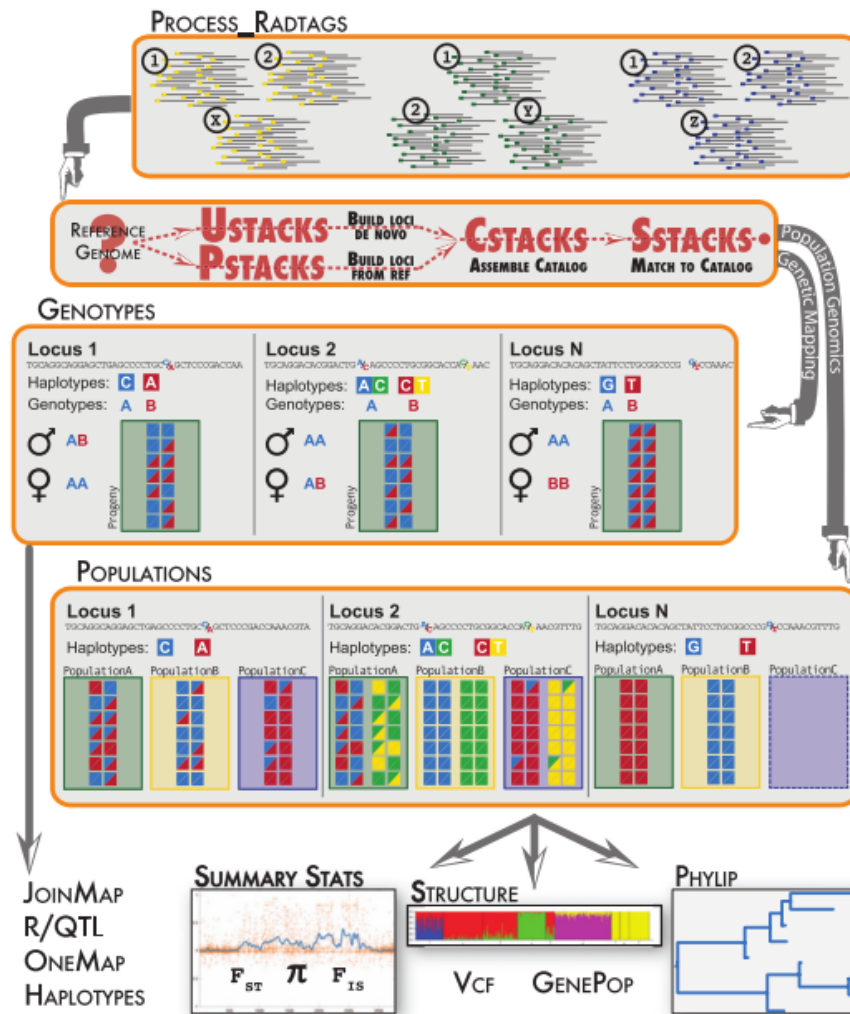 PROCESS_RADTAGS
1 2 1 1 2
X 2 Y Z
REFERENCE GENOME
?
USTACKS BUILD LOCI DE NOVO
PSTACKS BUILD LOCI FROM REF
CSTACKS
ASSEMBLE CATALOG
SSTACKS
MATCH TO CATALOG
Population Genomics
Genetic Mapping
GENOTYPES
Locus 1
Haplotypes: C A
Genotypes: A B
♂ AB
♀ AA
Progeny
Locus 2
Haplotypes: AC CT
Genotypes: A B
♂ AA
♀ AB
Progeny
Locus N
Haplotypes: G T
Genotypes: A B
♂ AA
♀ BB
Progeny
POPULATIONS
Locus 1
Haplotypes: C A
PopulationA PopulationB PopulationC
Locus 2
Haplotypes: AC CT
PopulationA PopulationB PopulationC
Locus N
Haplotypes: G T
PopulationA PopulationB PopulationC
JOINMAP
R/QTL
ONEMAP
HAPLOTYPES
SUMMARY STATS
FST π FIS
STRUCTURE
VCF GENEPOP
PHYLIP